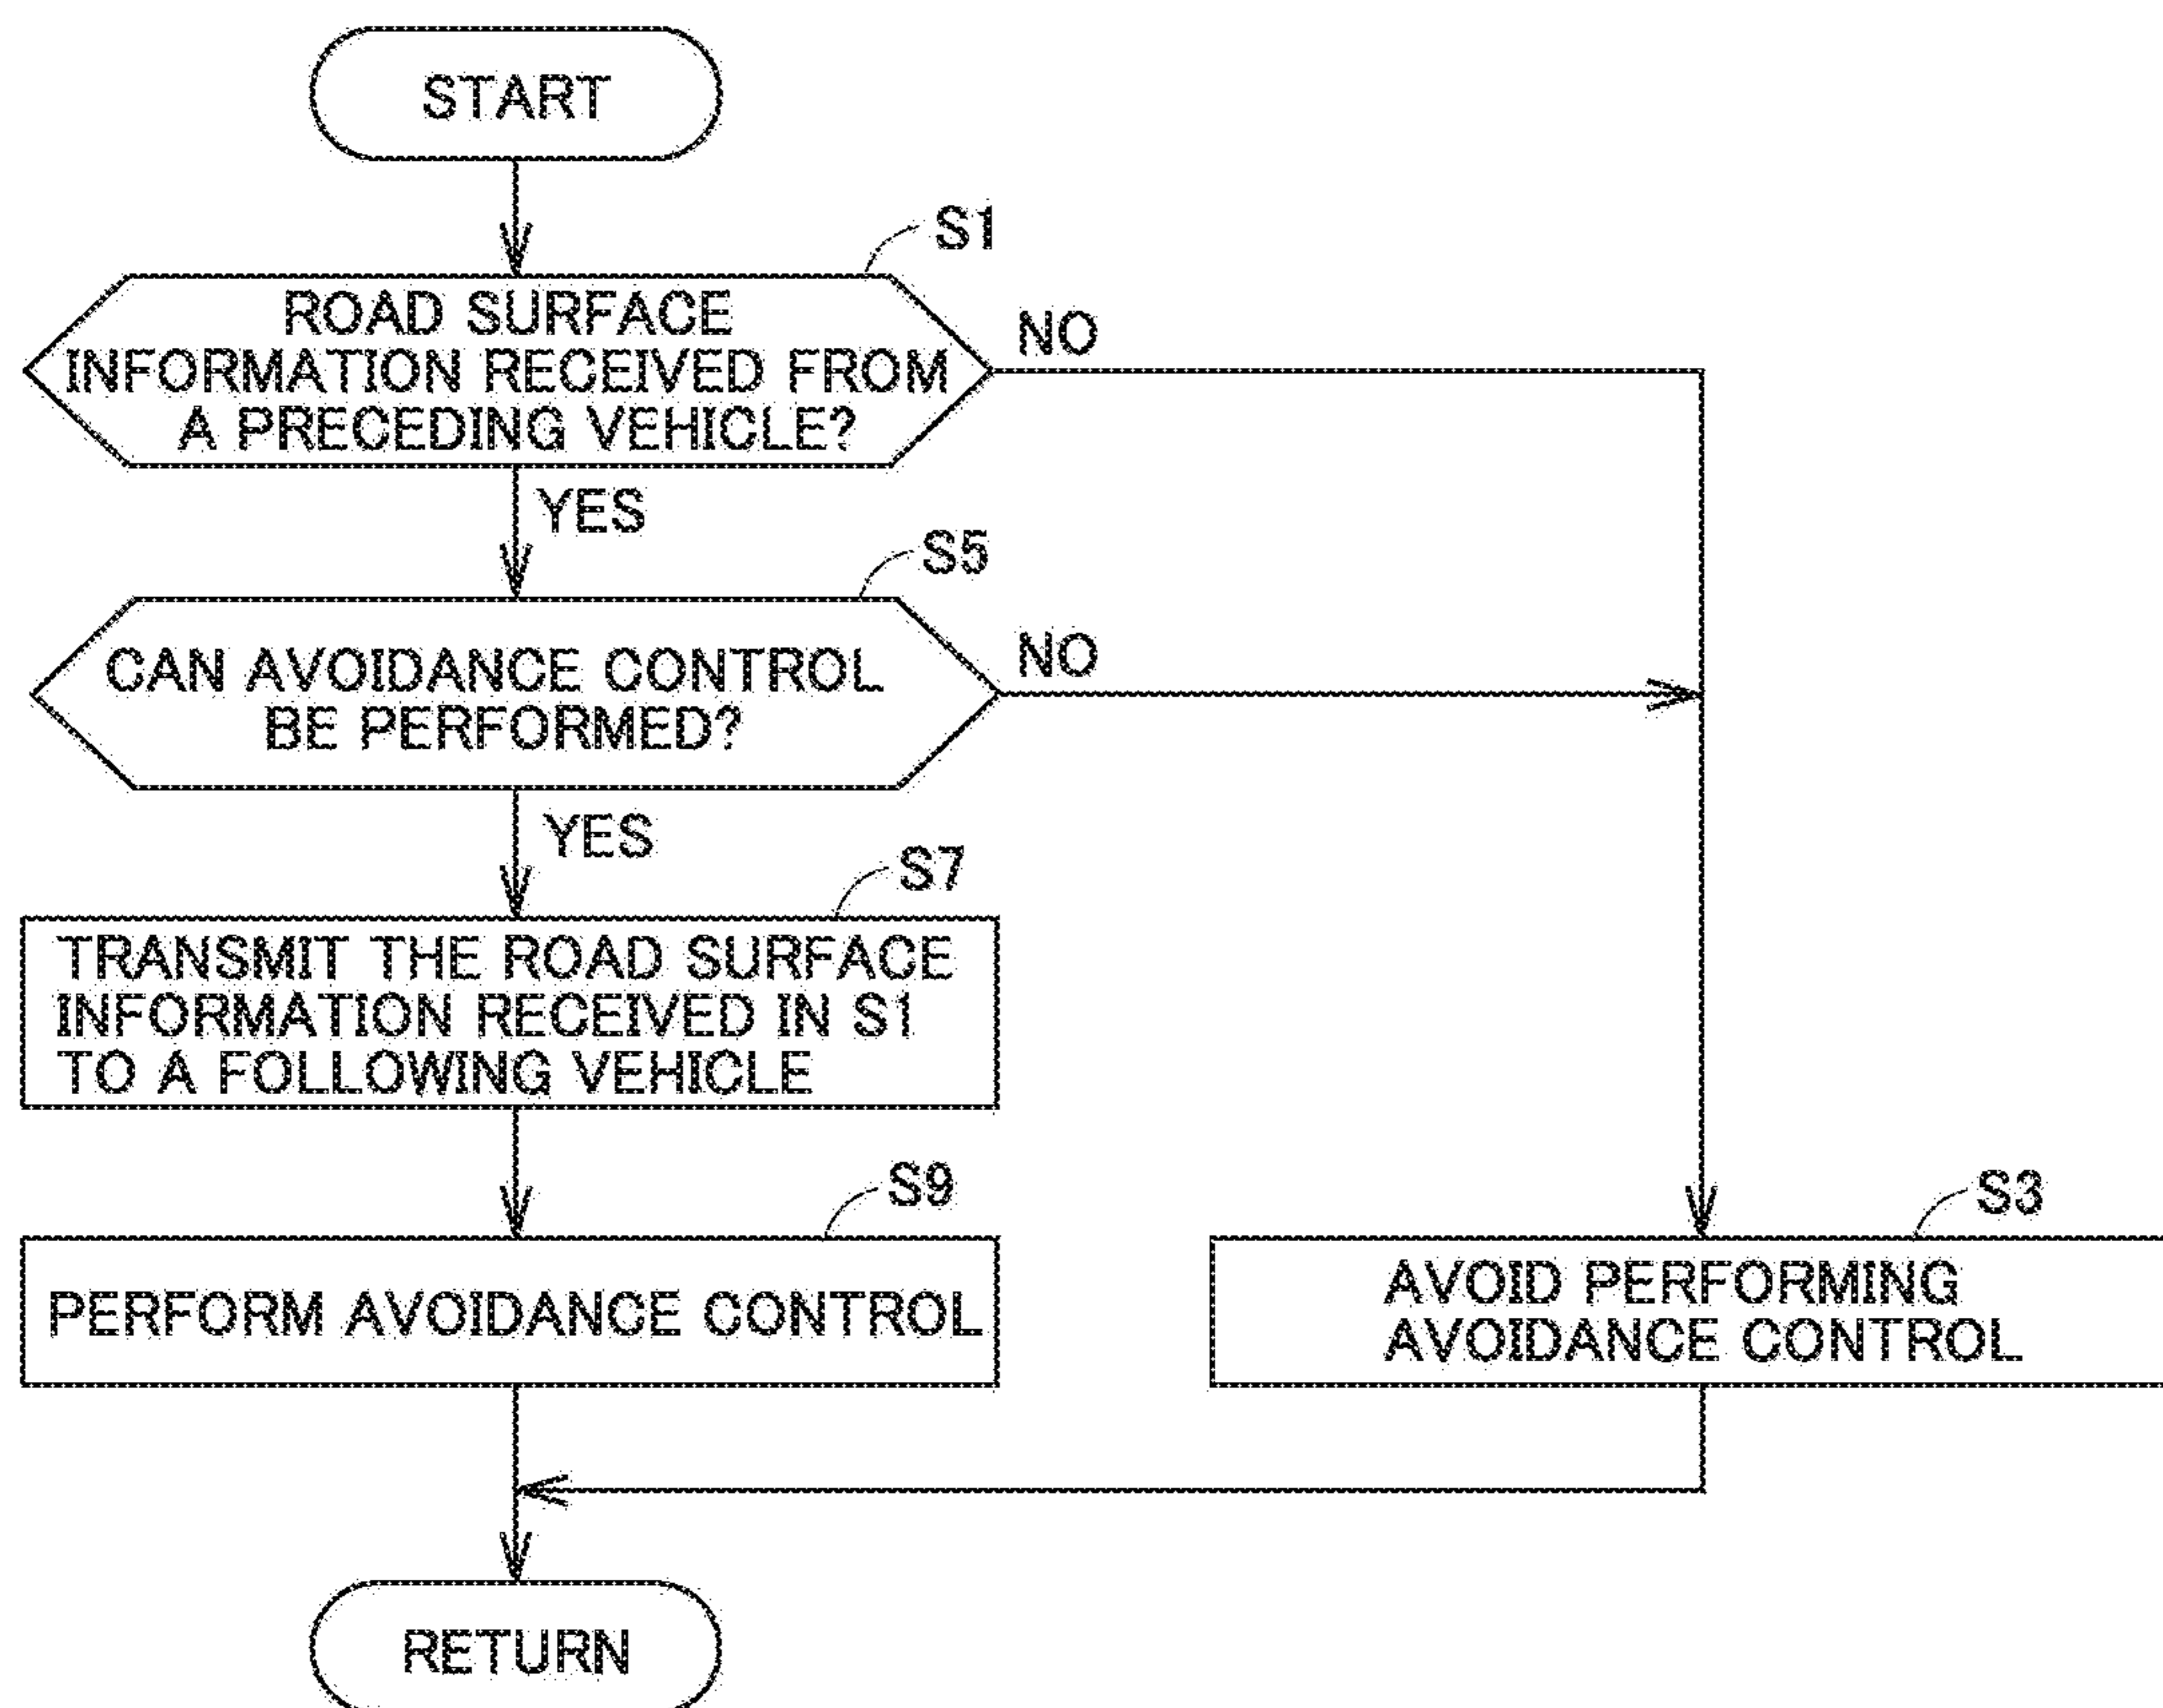 START
S1
ROAD SURFACE
INFORMATION RECEIVED FROM
A PRECEDING VEHICLE?
NO
YES
S5
CAN AVOIDANCE CONTROL
BE PERFORMED?
NO
YES
S7
TRANSMIT THE ROAD SURFACE
INFORMATION RECEIVED IN S1
TO A FOLLOWING VEHICLE
S9
PERFORM AVOIDANCE CONTROL
S3
AVOID PERFORMING
AVOIDANCE CONTROL
RETURN